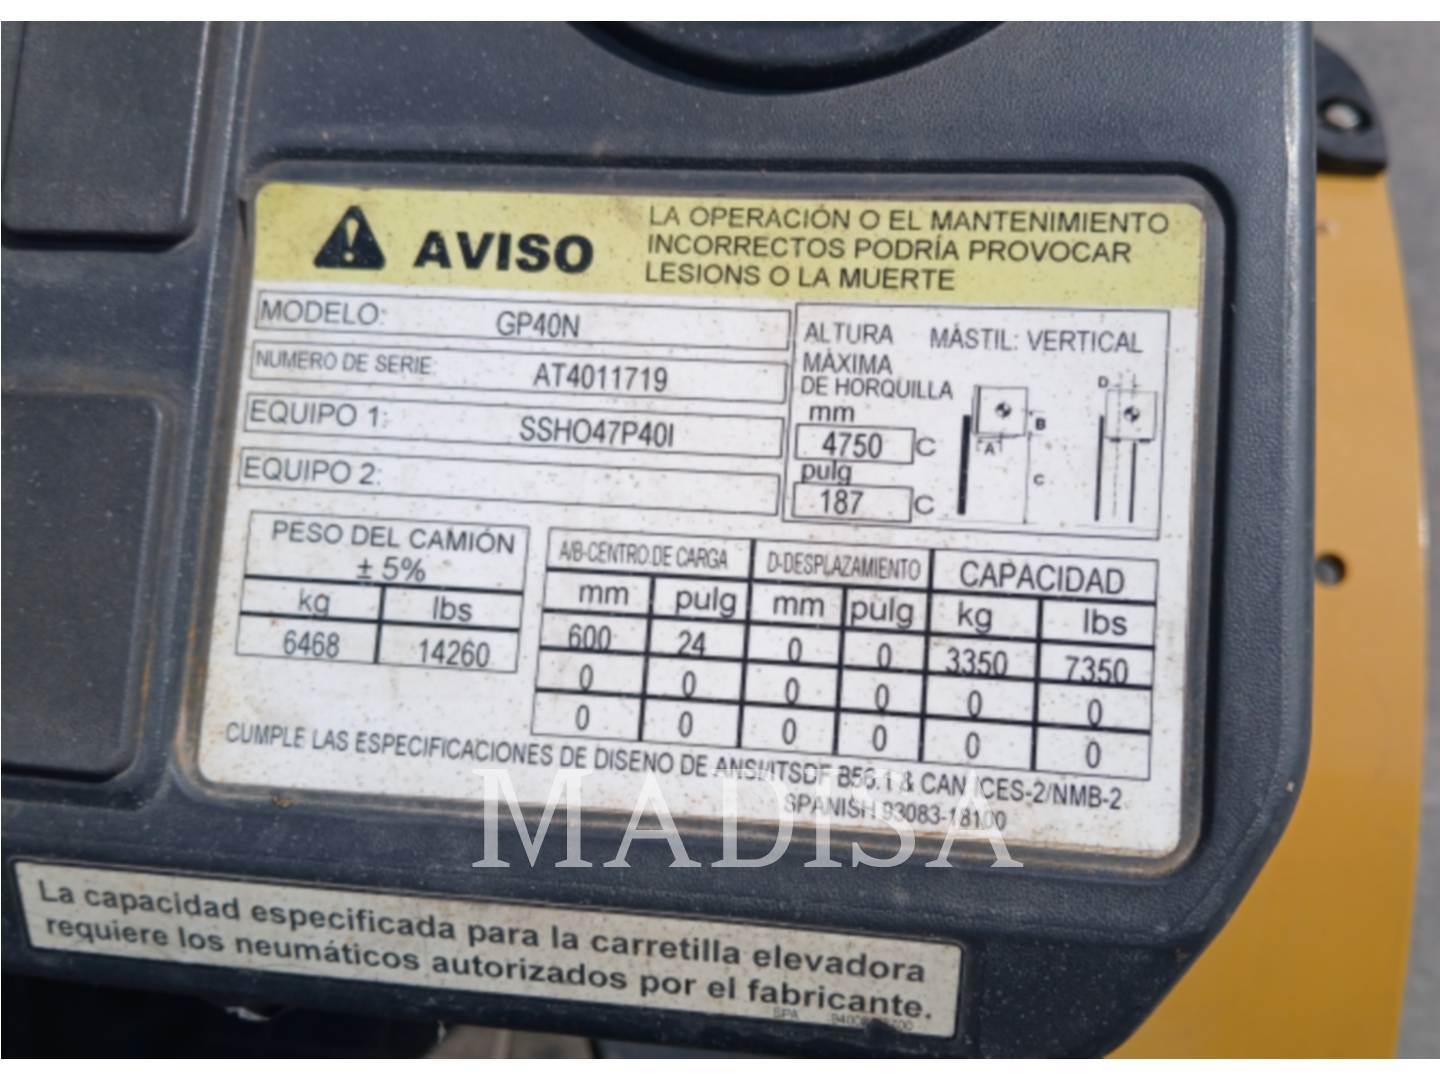 AVISO
LA OPERACIÓN O EL MANTENIMIENTO
INCORRECTOS PODRÍA PROVOCAR
LESIONS O LA MUERTE
MODELO: GP40N
NUMERO DE SERIE: AT4011719
EQUIPO 1: SSHO47P40I
EQUIPO 2:
ALTURA MÁSTIL: VERTICAL
MÀXIMA
DE HORQUILLA
mm
4750 C
pulg
187 C
D
B
A
C
PESO DEL CAMIÓN
± 5%
kg lbs
6468 14260
A/B-CENTRO.DE CARGA D-DESPLAZAMIENTO CAPACIDAD
mm pulg mm pulg kg lbs
600 24 0 0 3350 7350
0 0 0 0 0 0
0 0 0 0 0 0
CUMPLE LAS ESPECIFICACIONES DE DISENO DE ANSI/ITSDF B56.1 & CAN ICES-2/NMB-2
SPANISH 93083-18100
MADISA
La capacidad especificada para la carretilla elevadora
requiere los neumáticos autorizados por el fabricante.
SPA